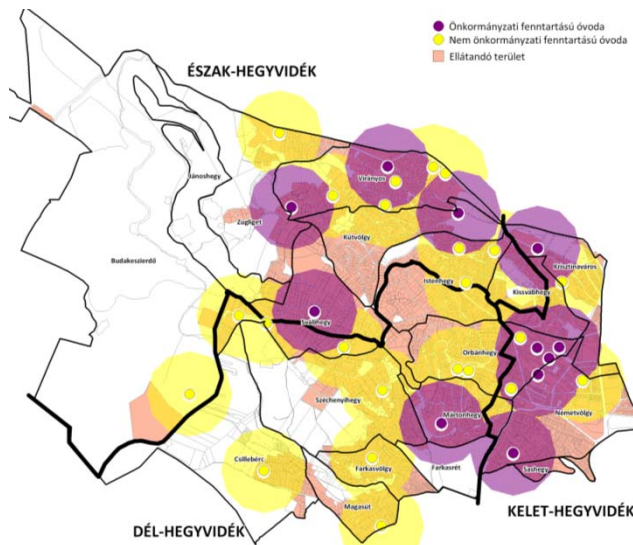 Önkormányzati fenntartású óvoda
Nem önkormányzati fenntartású óvoda
Ellátandó terület
ÉSZAK-HEGYVIDÉK
Jánoshegy
Virányos
Zugliget
Kútvölgy
Budakeszierdő
Istenhegy
Krisztinaváros
Kissvábhegy
Svábhegy
Orbánhegy
Széchenyihegy
Németvölgy
Mártonhegy
Csillebérc
Farkasvölgy
Farkasrét
Sashegy
Magasút
DÉL-HEGYVIDÉK
KELET-HEGYVIDÉK